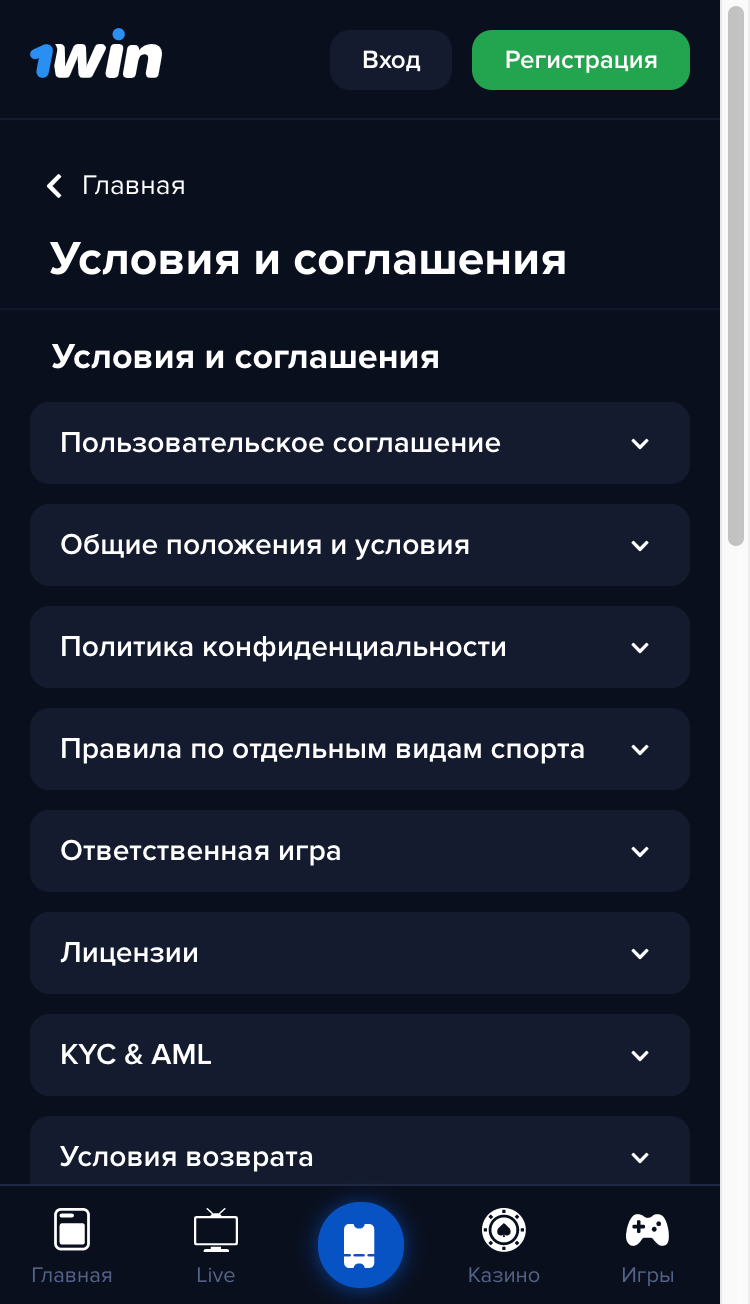 1win
Вход
Регистрация
Главная
Условия и соглашения
Условия и соглашения
Пользовательское соглашение
Общие положения и условия
Политика конфиденциальности
Правила по отдельным видам спорта
Ответственная игра
Лицензии
KYC & AML
Условия возврата
Главная
Live
Казино
Игры